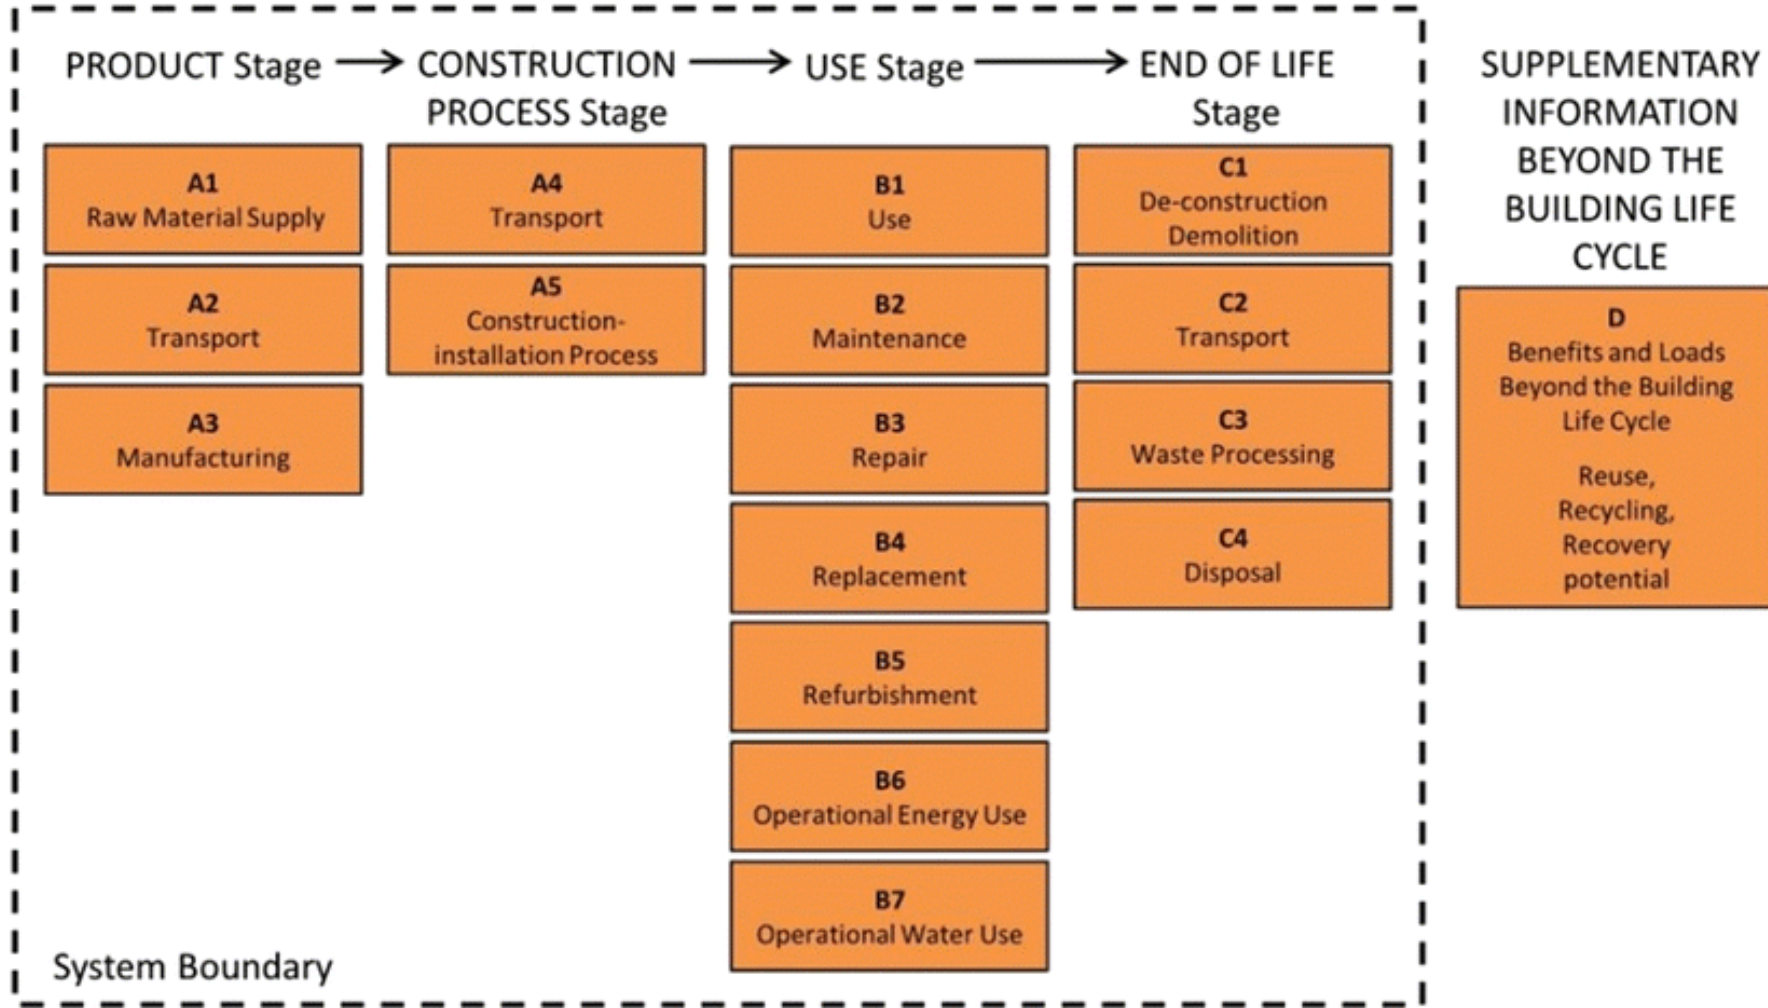 PRODUCT Stage
CONSTRUCTION
PROCESS Stage
USE Stage
END OF LIFE
Stage
SUPPLEMENTARY
INFORMATION
BEYOND THE
BUILDING LIFE
CYCLE
A1
Raw Material Supply
A2
Transport
A3
Manufacturing
A4
Transport
A5
Construction-
installation Process
B1
Use
B2
Maintenance
B3
Repair
B4
Replacement
B5
Refurbishment
B6
Operational Energy Use
B7
Operational Water Use
C1
De-construction
Demolition
C2
Transport
C3
Waste Processing
C4
Disposal
D
Benefits and Loads
Beyond the Building
Life Cycle
Reuse,
Recycling,
Recovery
potential
System Boundary